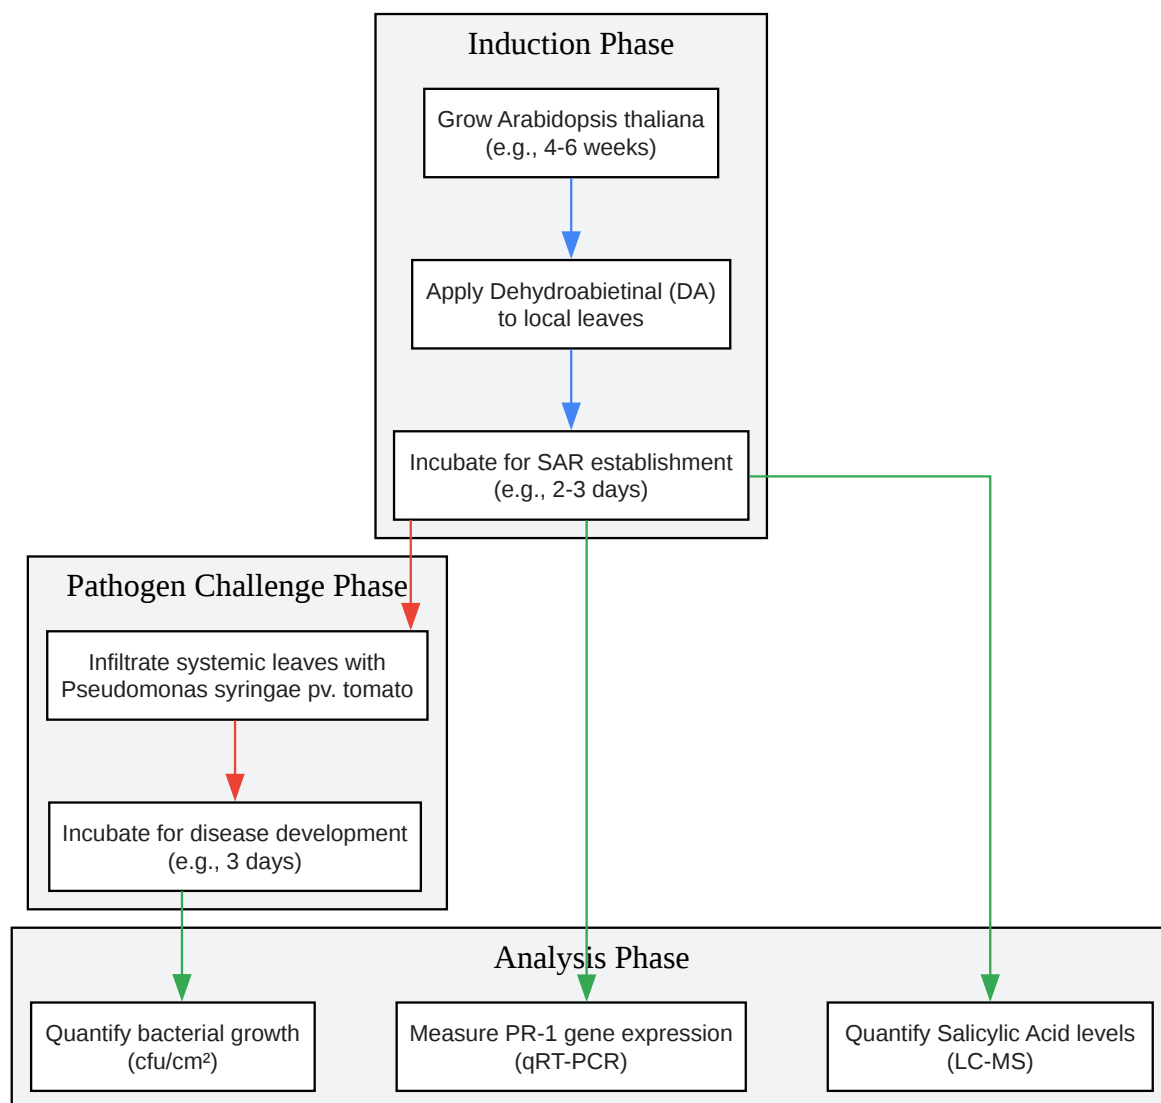 Induction Phase
Grow Arabidopsis thaliana
(e.g., 4-6 weeks)
Apply Dehydroabietinal (DA)
to local leaves
Incubate for SAR establishment
(e.g., 2-3 days)
Pathogen Challenge Phase
Infiltrate systemic leaves with
Pseudomonas syringae pv. tomato
Incubate for disease development
(e.g., 3 days)
Analysis Phase
Quantify bacterial growth
(cfu/cm²)
Measure PR-1 gene expression
(qRT-PCR)
Quantify Salicylic Acid levels
(LC-MS)